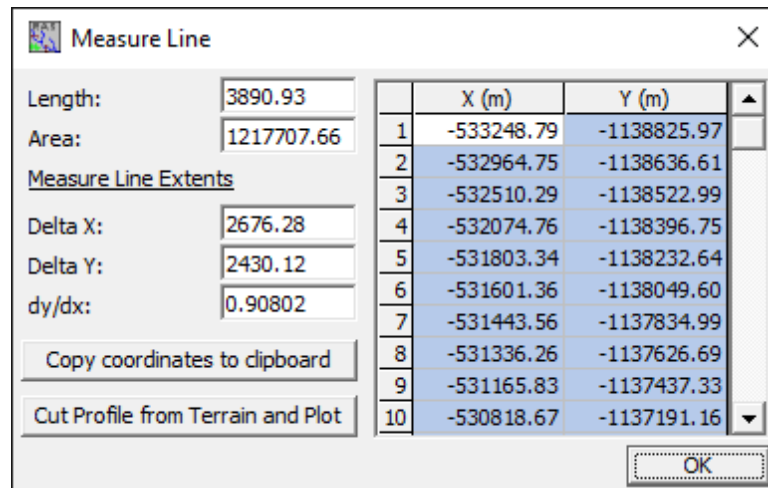 Measure Line
Length: 3890.93
Area: 1217707.66
Measure Line Extents
Delta X: 2676.28
Delta Y: 2430.12
dy/dx: 0.90802
Copy coordinates to clipboard
Cut Profile from Terrain and Plot
X (m) Y (m)
1 -533248.79 -1138825.97
2 -532964.75 -1138636.61
3 -532510.29 -1138522.99
4 -532074.76 -1138396.75
5 -531803.34 -1138232.64
6 -531601.36 -1138049.60
7 -531443.56 -1137834.99
8 -531336.26 -1137626.69
9 -531165.83 -1137437.33
10 -530818.67 -1137191.16
OK